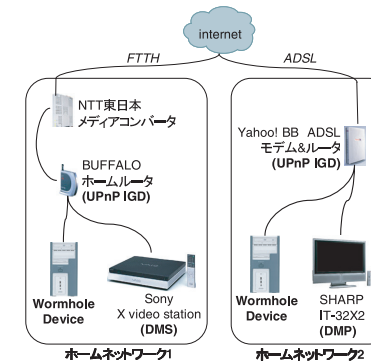 internet
FTTH
ADSL
NTT東日本
メディアコンバータ
BUFFALO
ホームルータ
(UPnP IGD)
Wormhole
Device
Sony
X video station
(DMS)
ホームネットワーク1
Yahoo! BB ADSL
モデム&ルータ
(UPnP IGD)
Wormhole
Device
SHARP
IT-32X2
(DMP)
ホームネットワーク2